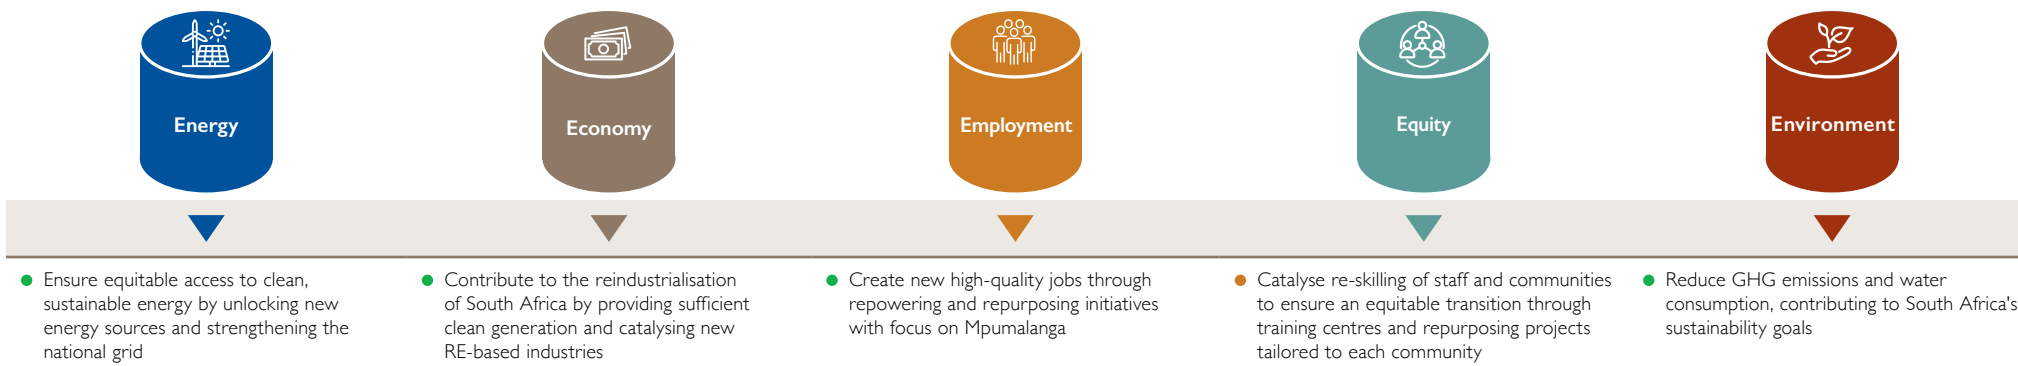 Energy
Economy
Employment
Equity
Environment
Ensure equitable access to clean,
sustainable energy by unlocking new
energy sources and strengthening the
national grid
Contribute to the reindustrialisation
of South Africa by providing sufficient
clean generation and catalysing new
RE-based industries
Create new high-quality jobs through
repowering and repurposing initiatives
with focus on Mpumalanga
Catalyse re-skilling of staff and communities
to ensure an equitable transition through
training centres and repurposing projects
tailored to each community
Reduce GHG emissions and water
consumption, contributing to South Africa's
sustainability goals